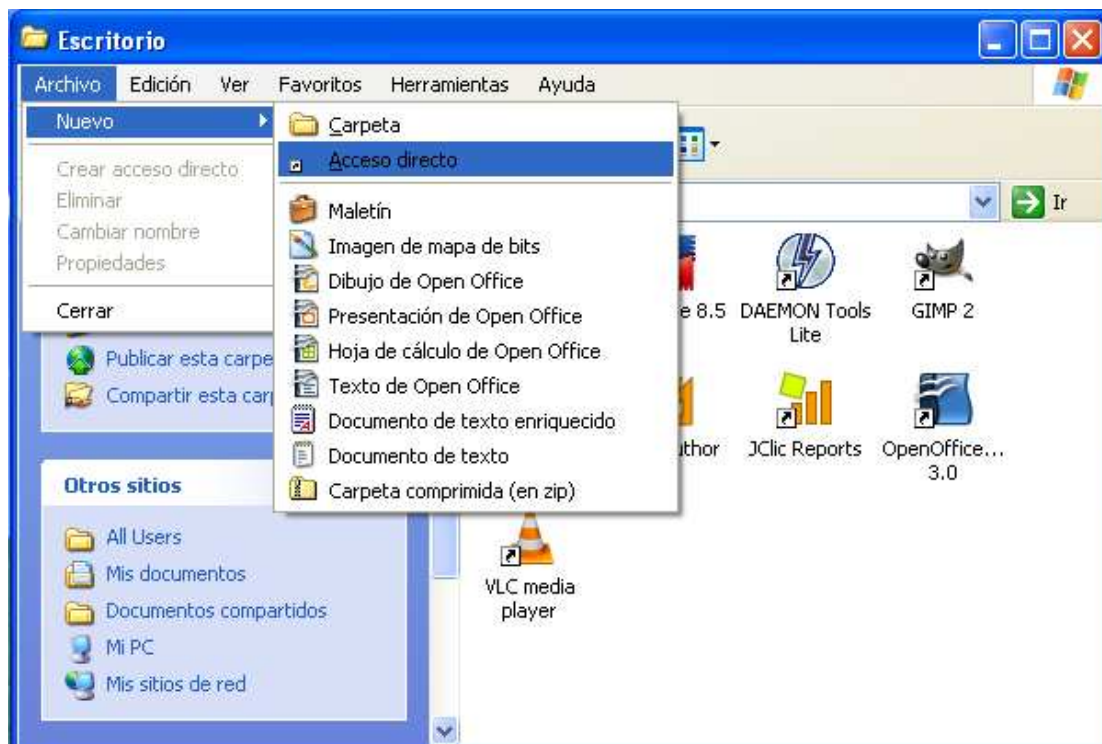 Escritorio
Archivo Edición Ver Favoritos Herramientas Ayuda
Nuevo
Crear acceso directo
Eliminar
Cambiar nombre
Propiedades
Cerrar
Carpeta
Acceso directo
Maletín
Imagen de mapa de bits
Dibujo de Open Office
Presentación de Open Office
Hoja de cálculo de Open Office
Texto de Open Office
Documento de texto enriquecido
Documento de texto
Carpeta comprimida (en zip)
Ir
Publicar esta carpe
Compartir esta car
Otros sitios
All Users
Mis documentos
Documentos compartidos
Mi PC
Mis sitios de red
e 8.5
DAEMON Tools
Lite
GIMP 2
uthor
JClic Reports
OpenOffice...
3.0
VLC media
player